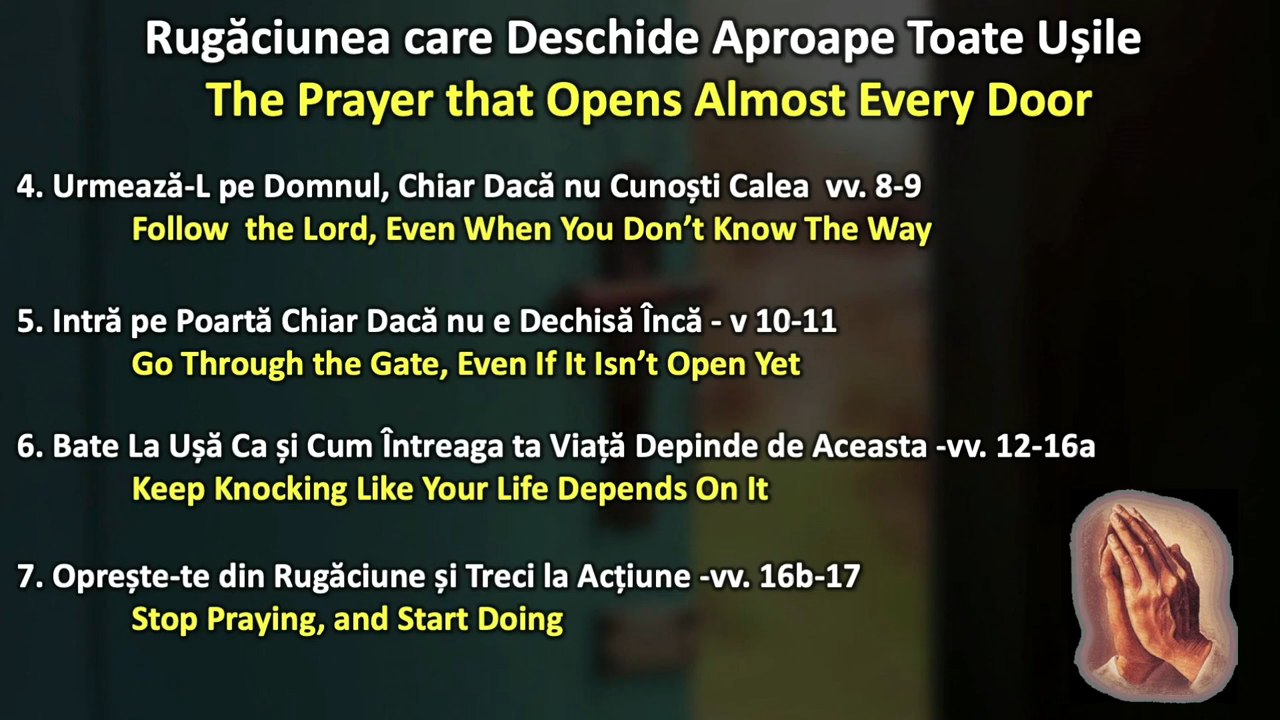 Rugăciunea care Deschide Aproape Toate Ușile
The Prayer that Opens Almost Every Door
4. Urmează-L pe Domnul, Chiar Dacă nu Cunoști Calea  vv. 8-9
Follow  the Lord, Even When You Don’t Know The Way
5. Intră pe Poartă Chiar Dacă nu e Dechisă Încă - v 10-11
Go Through the Gate, Even If It Isn’t Open Yet
6. Bate La Ușă Ca și Cum Întreaga ta Viață Depinde de Aceasta -vv. 12-16a
Keep Knocking Like Your Life Depends On It
7. Oprește-te din Rugăciune și Treci la Acțiune -vv. 16b-17
Stop Praying, and Start Doing